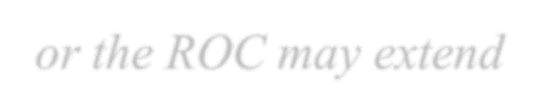 or the ROC may extend